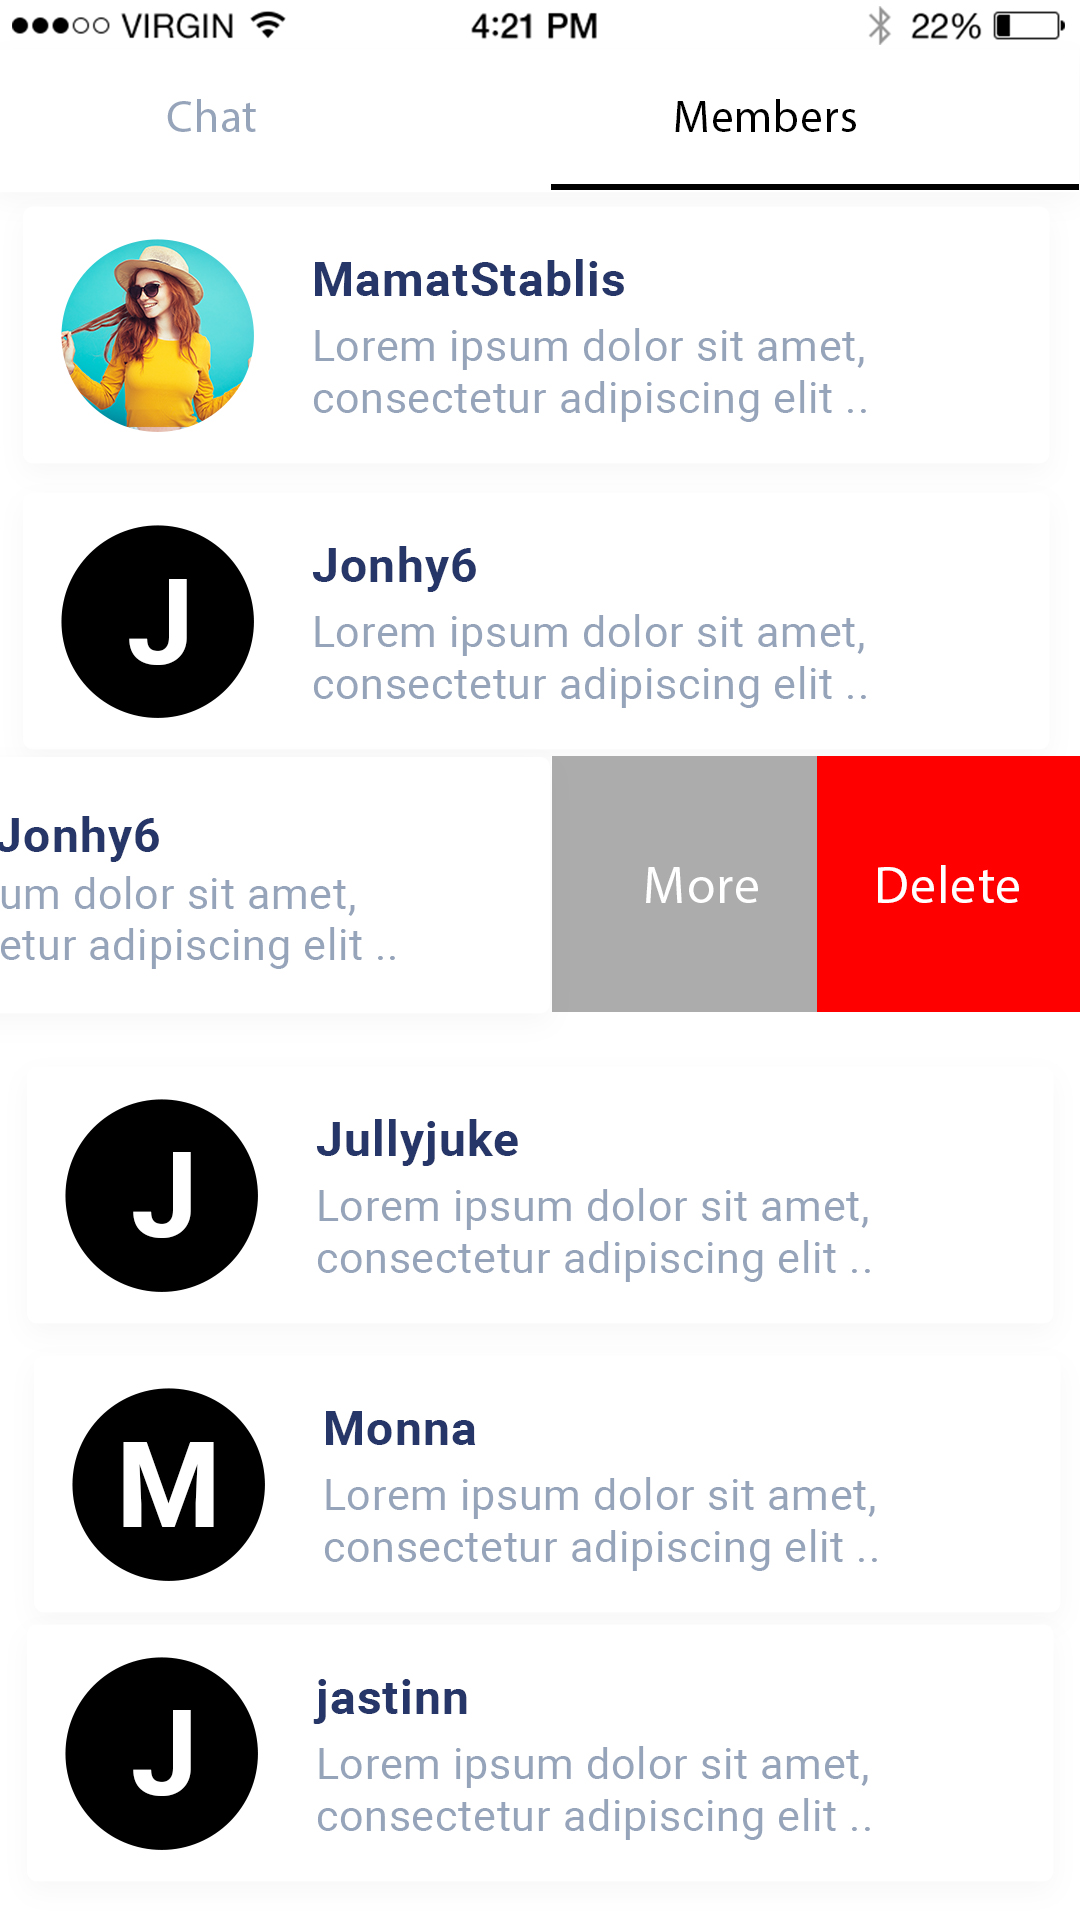 VIRGIN 4:21 PM 22%
Chat Members
MamatStablis
Lorem ipsum dolor sit amet,
consectetur adipiscing elit ..
J
Jonhy6
Lorem ipsum dolor sit amet,
consectetur adipiscing elit ..
Jonhy6
um dolor sit amet,
etur adipiscing elit ..
More Delete
J
Jullyjuke
Lorem ipsum dolor sit amet,
consectetur adipiscing elit ..
M
Monna
Lorem ipsum dolor sit amet,
consectetur adipiscing elit ..
J
jastinn
Lorem ipsum dolor sit amet,
consectetur adipiscing elit ..